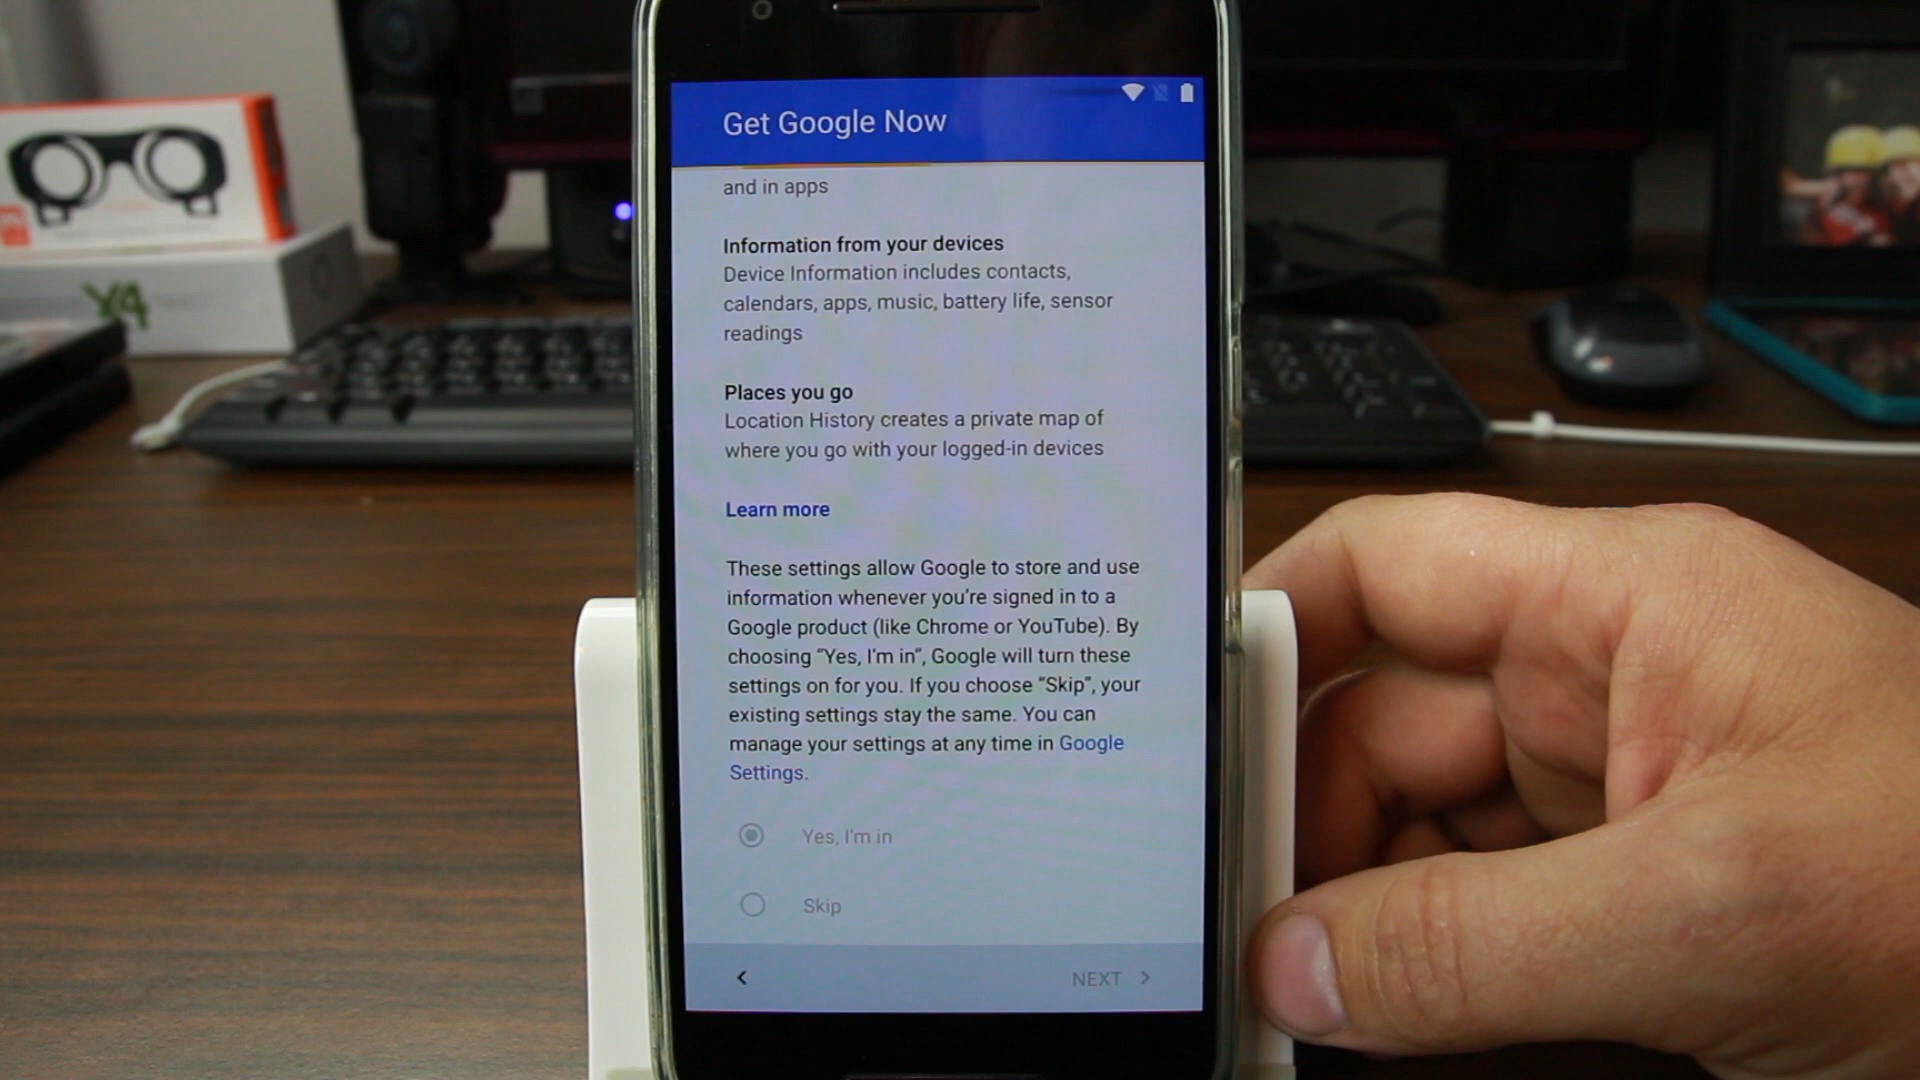 Get Google Now
and in apps
Information from your devices
Device Information includes contacts,
calendars, apps, music, battery life, sensor
readings
Places you go
Location History creates a private map of
where you go with your logged-in devices
Learn more
These settings allow Google to store and use
information whenever you're signed in to a
Google product (like Chrome or YouTube). By
choosing “Yes, I'm in“, Google will turn these
settings on for you. If you choose “Skip”, your
existing settings stay the same. You can
manage your settings at any time in Google
Settings.
Yes, I'm in
Skip
NEXT
X4